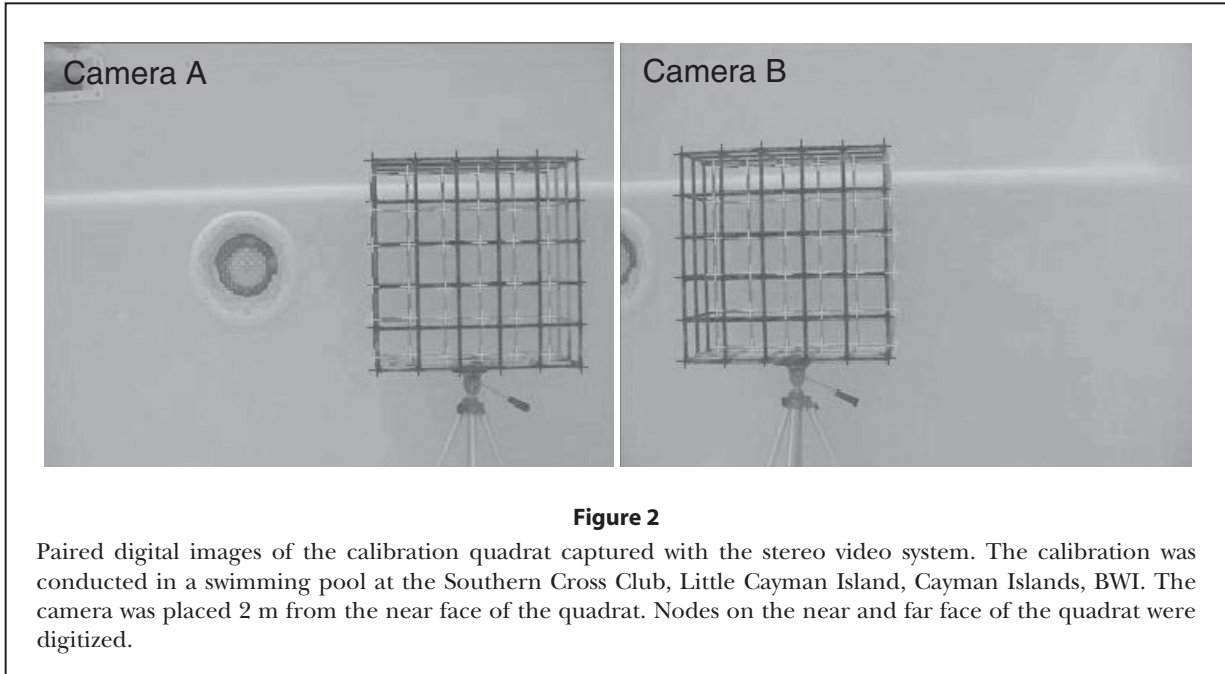 Camera A
Camera B
Figure 2
Paired digital images of the calibration quadrat captured with the stereo video system. The calibration was
conducted in a swimming pool at the Southern Cross Club, Little Cayman Island, Cayman Islands, BWI. The
camera was placed 2 m from the near face of the quadrat. Nodes on the near and far face of the quadrat were
digitized.